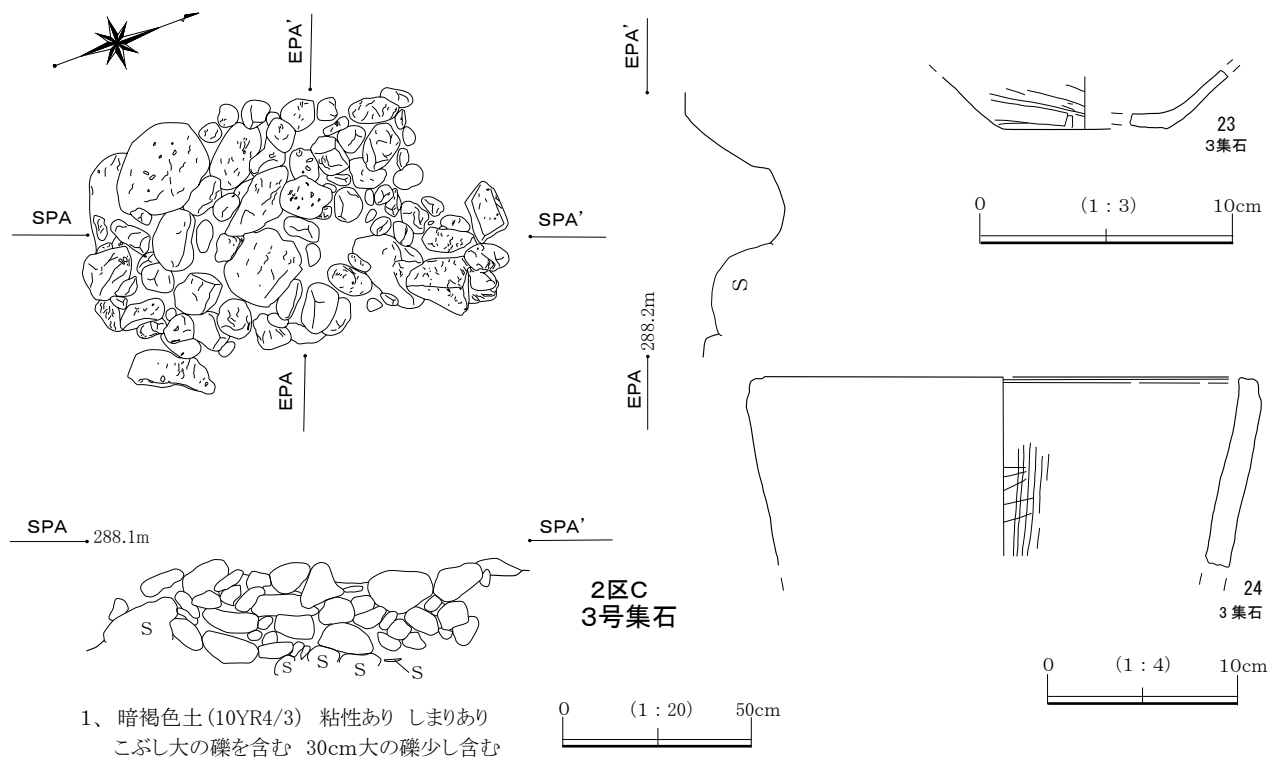 EPA'
SPA
SPA'
EPA
EPA'
S
288.2m
EPA
23
3集石
0 (1:3) 10cm
SPA 288.1m
SPA'
S
S S S S
2区C
3号集石
24
3集石
0 (1:4) 10cm
1、 暗褐色土(10YR4/3) 粘性あり しまりあり
こぶし大の礫を含む 30cm大の礫少し含む
0 (1:20) 50cm